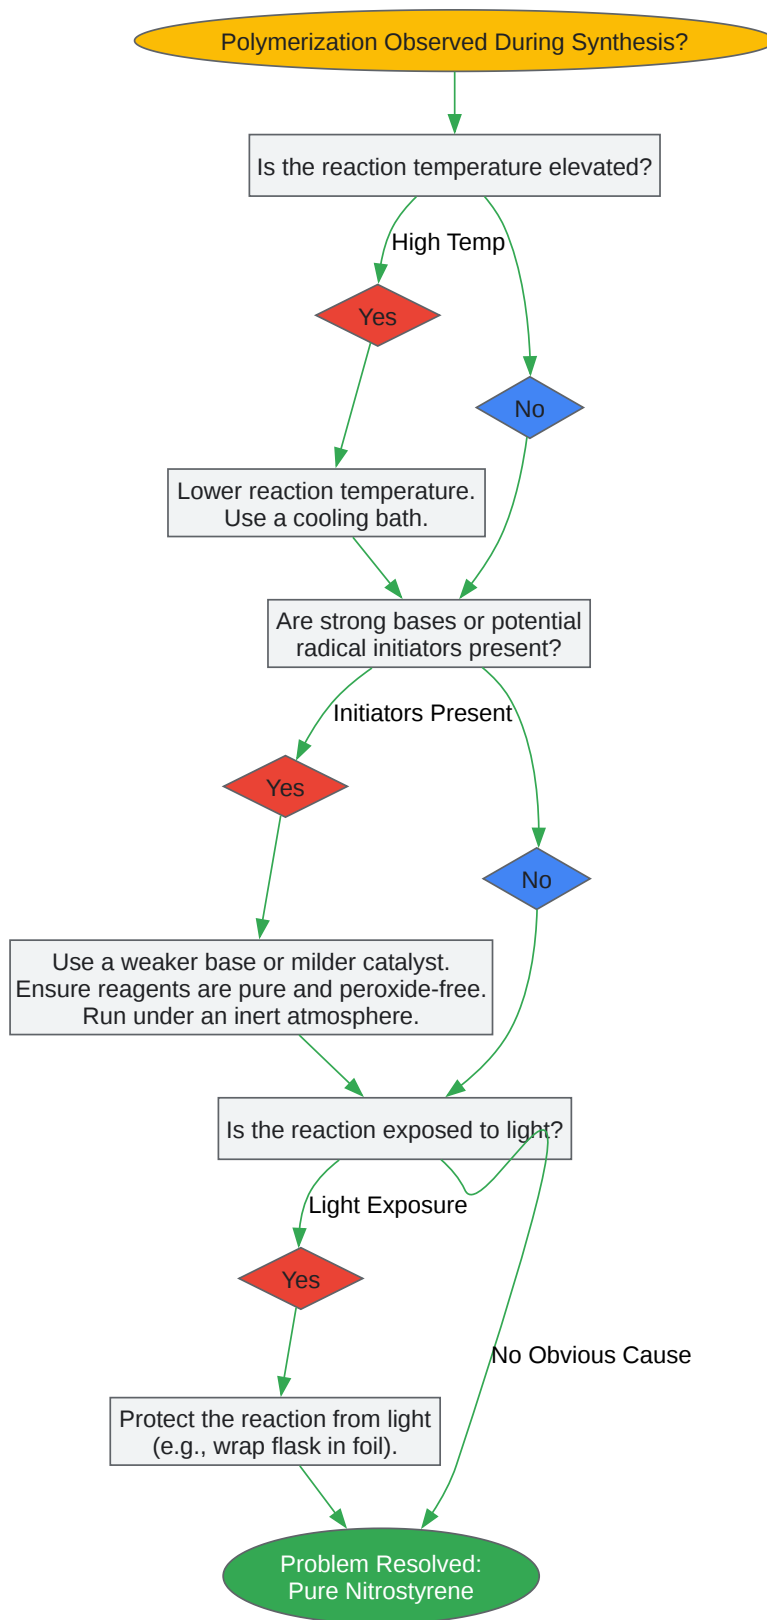 Polymerization Observed During Synthesis?
Is the reaction temperature elevated?
High Temp
Yes
No
Lower reaction temperature.
Use a cooling bath.
Are strong bases or potential
radical initiators present?
Initiators Present
Yes
No
Use a weaker base or milder catalyst.
Ensure reagents are pure and peroxide-free.
Run under an inert atmosphere.
Is the reaction exposed to light?
Light Exposure
Yes
No Obvious Cause
Protect the reaction from light
(e.g., wrap flask in foil).
Problem Resolved:
Pure Nitrostyrene